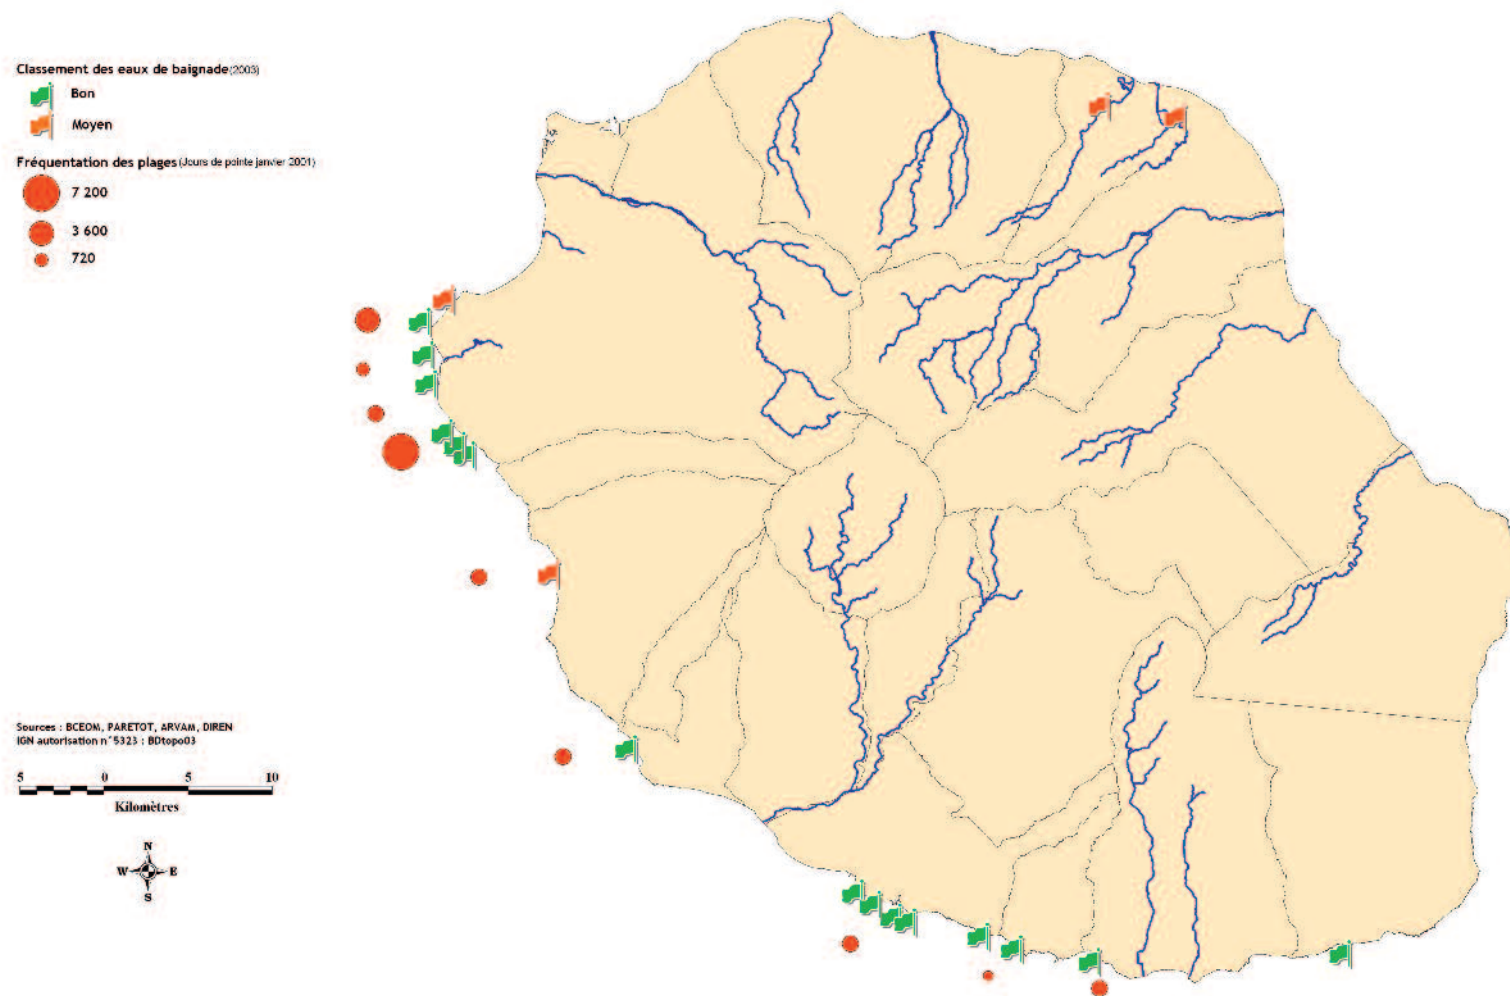 Classement des eaux de baignade (2003)
Bon
Moyen
Fréquentation des plages (Jours de pointe janvier 2001)
7 200
3 600
720
Sources : BCEOM, PARETOT, ARVAM, DIREN
IGN autorisation n°5323 : BDtopo03
5 0 5 10
Kilomètres
N
W E
S